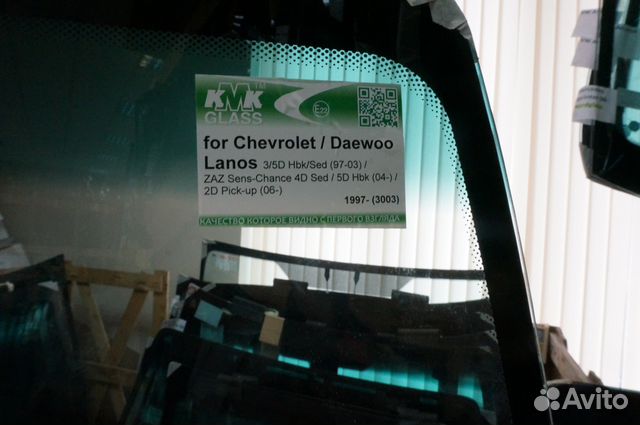 KMK™
GLASS
E22
for Chevrolet / Daewoo
Lanos 3/5D Hbk/Sed (97-03) /
ZAZ Sens-Chance 4D Sed / 5D Hbk (04-) /
2D Pick-up (06-)
1997- (3003)
КАЧЕСТВО КОТОРОЕ ВИДНО С ПЕРВОГО ВЗГЛЯДА
Avito